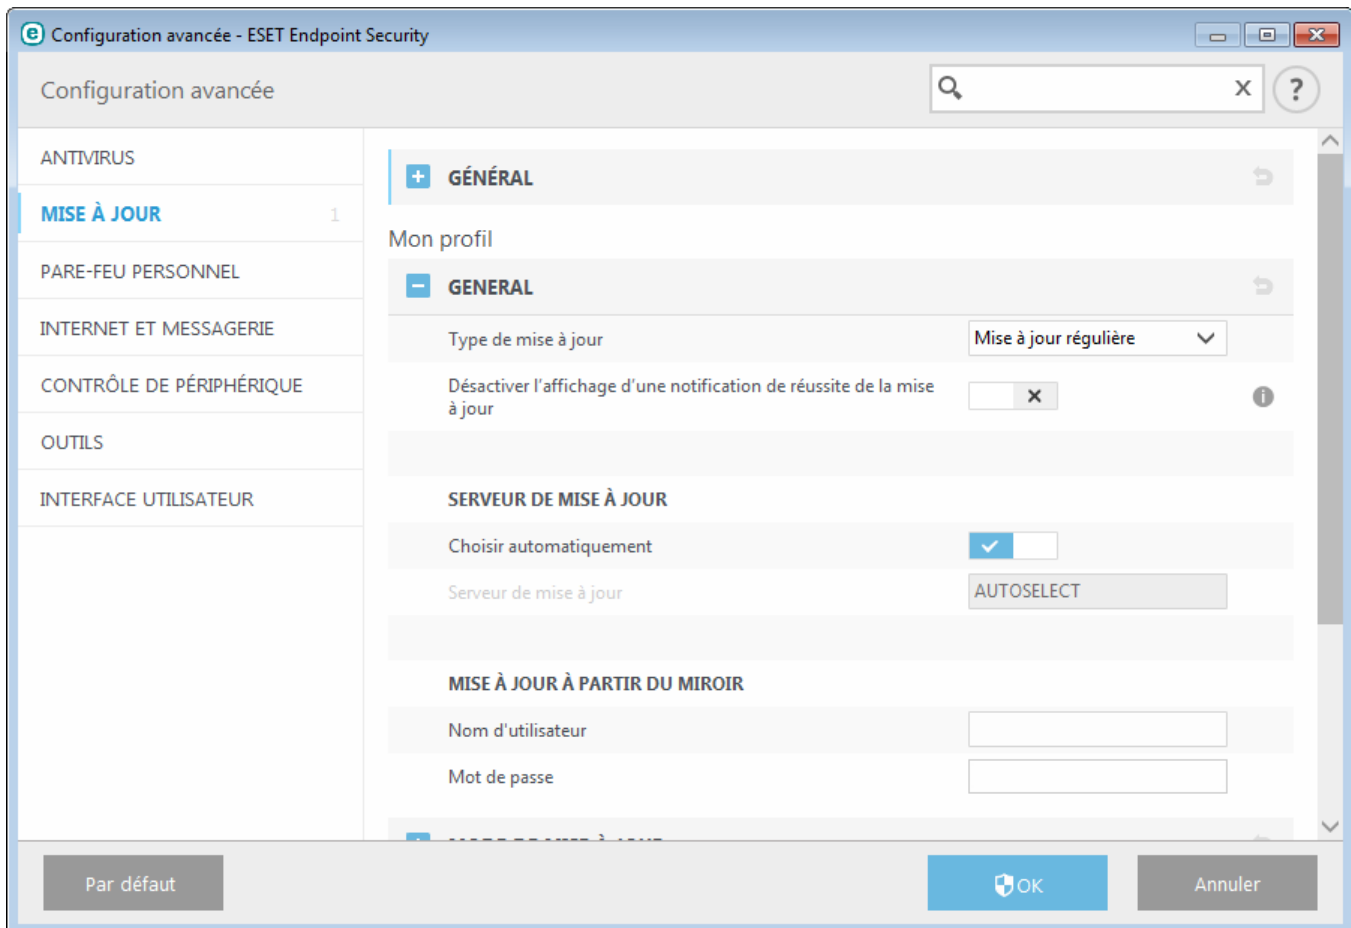 Configuration avancée - ESET Endpoint Security
Configuration avancée
ANTIVIRUS
MISE À JOUR 1
PARE-FEU PERSONNEL
INTERNET ET MESSAGERIE
CONTRÔLE DE PÉRIPHÉRIQUE
OUTILS
INTERFACE UTILISATEUR
GÉNÉRAL
Mon profil
GENERAL
Type de mise à jour
Mise à jour régulière
Désactiver l'affichage d'une notification de réussite de la mise
à jour
SERVEUR DE MISE À JOUR
Choisir automatiquement
Serveur de mise à jour
AUTOSELECT
MISE À JOUR À PARTIR DU MIROIR
Nom d'utilisateur
Mot de passe
Par défaut
OK
Annuler